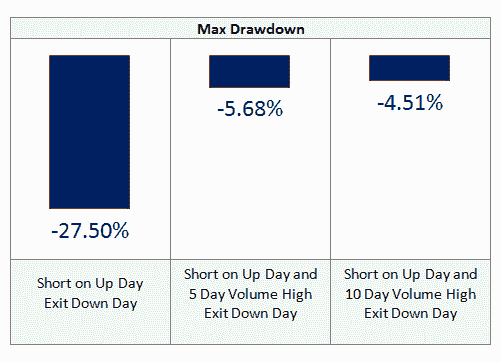 Max Drawdown
-27.50%
-5.68%
-4.51%
Short on Up Day
Exit Down Day
Short on Up Day and
5 Day Volume High
Exit Down Day
Short on Up Day and
10 Day Volume High
Exit Down Day